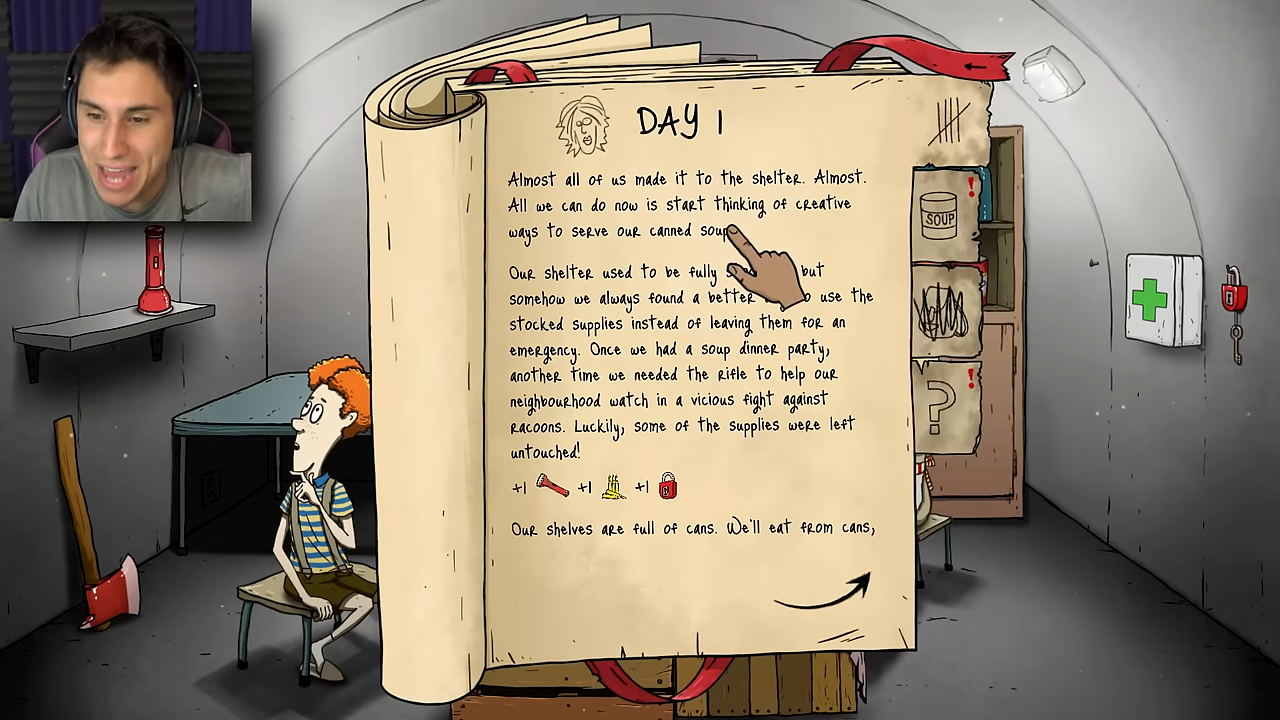 DAY 1
Almost all of us made it to the shelter. Almost.
All we can do now is start thinking of creative
ways to serve our canned soup
Our shelter used to be fully but
somehow we always found a better use the
stocked supplies instead of leaving them for an
emergency. Once we had a soup dinner party,
another time we needed the rifle to help our
neighbourhood watch in a vicious fight against
racoons. Luckily, some of the supplies were left
untouched!
+1 +1 +1
Our shelves are full of cans. We'll eat from cans,
!
SOUP
!
?